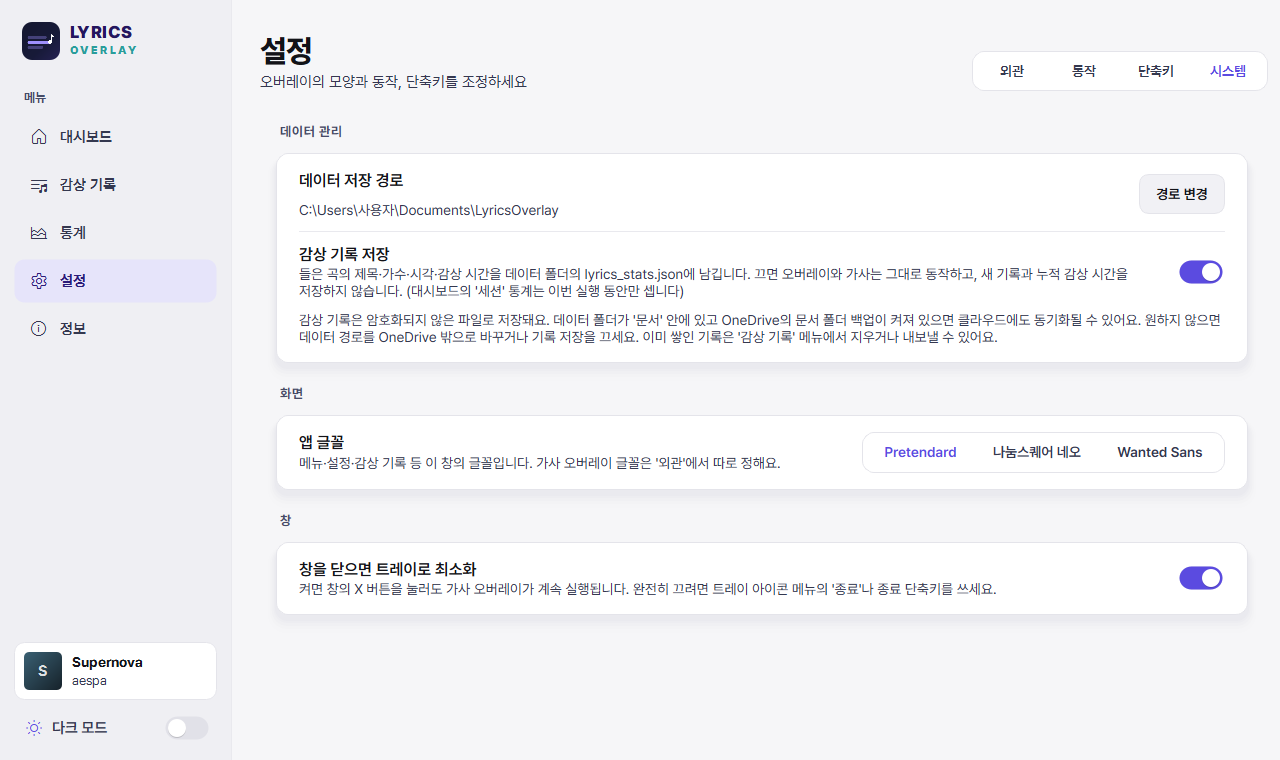 LYRICS
OVERLAY
메뉴
대시보드
감상 기록
통계
설정
정보
S
Supernova
aespa
다크 모드
설정
오버레이의 모양과 동작, 단축키를 조정하세요
외관
동작
단축키
시스템
데이터 관리
데이터 저장 경로
C:\Users\사용자\Documents\LyricsOverlay
경로 변경
감상 기록 저장
들은 곡의 제목·가수·시각·감상 시간을 데이터 폴더의 lyrics_stats.json에 남깁니다. 끄면 오버레이와 가사는 그대로 동작하고, 새 기록과 누적 감상 시간을
저장하지 않습니다. (대시보드의 '세션' 통계는 이번 실행 동안만 셉니다)
감상 기록은 암호화되지 않은 파일로 저장돼요. 데이터 폴더가 '문서' 안에 있고 OneDrive의 문서 폴더 백업이 켜져 있으면 클라우드에도 동기화될 수 있어요. 원하지 않으면
데이터 경로를 OneDrive 밖으로 바꾸거나 기록 저장을 끄세요. 이미 쌓인 기록은 '감상 기록' 메뉴에서 지우거나 내보낼 수 있어요.
화면
앱 글꼴
메뉴·설정·감상 기록 등 이 창의 글꼴입니다. 가사 오버레이 글꼴은 '외관'에서 따로 정해요.
Pretendard
나눔스퀘어 네오
Wanted Sans
창
창을 닫으면 트레이로 최소화
켜면 창의 X 버튼을 눌러도 가사 오버레이가 계속 실행됩니다. 완전히 끄려면 트레이 아이콘 메뉴의 '종료'나 종료 단축키를 쓰세요.